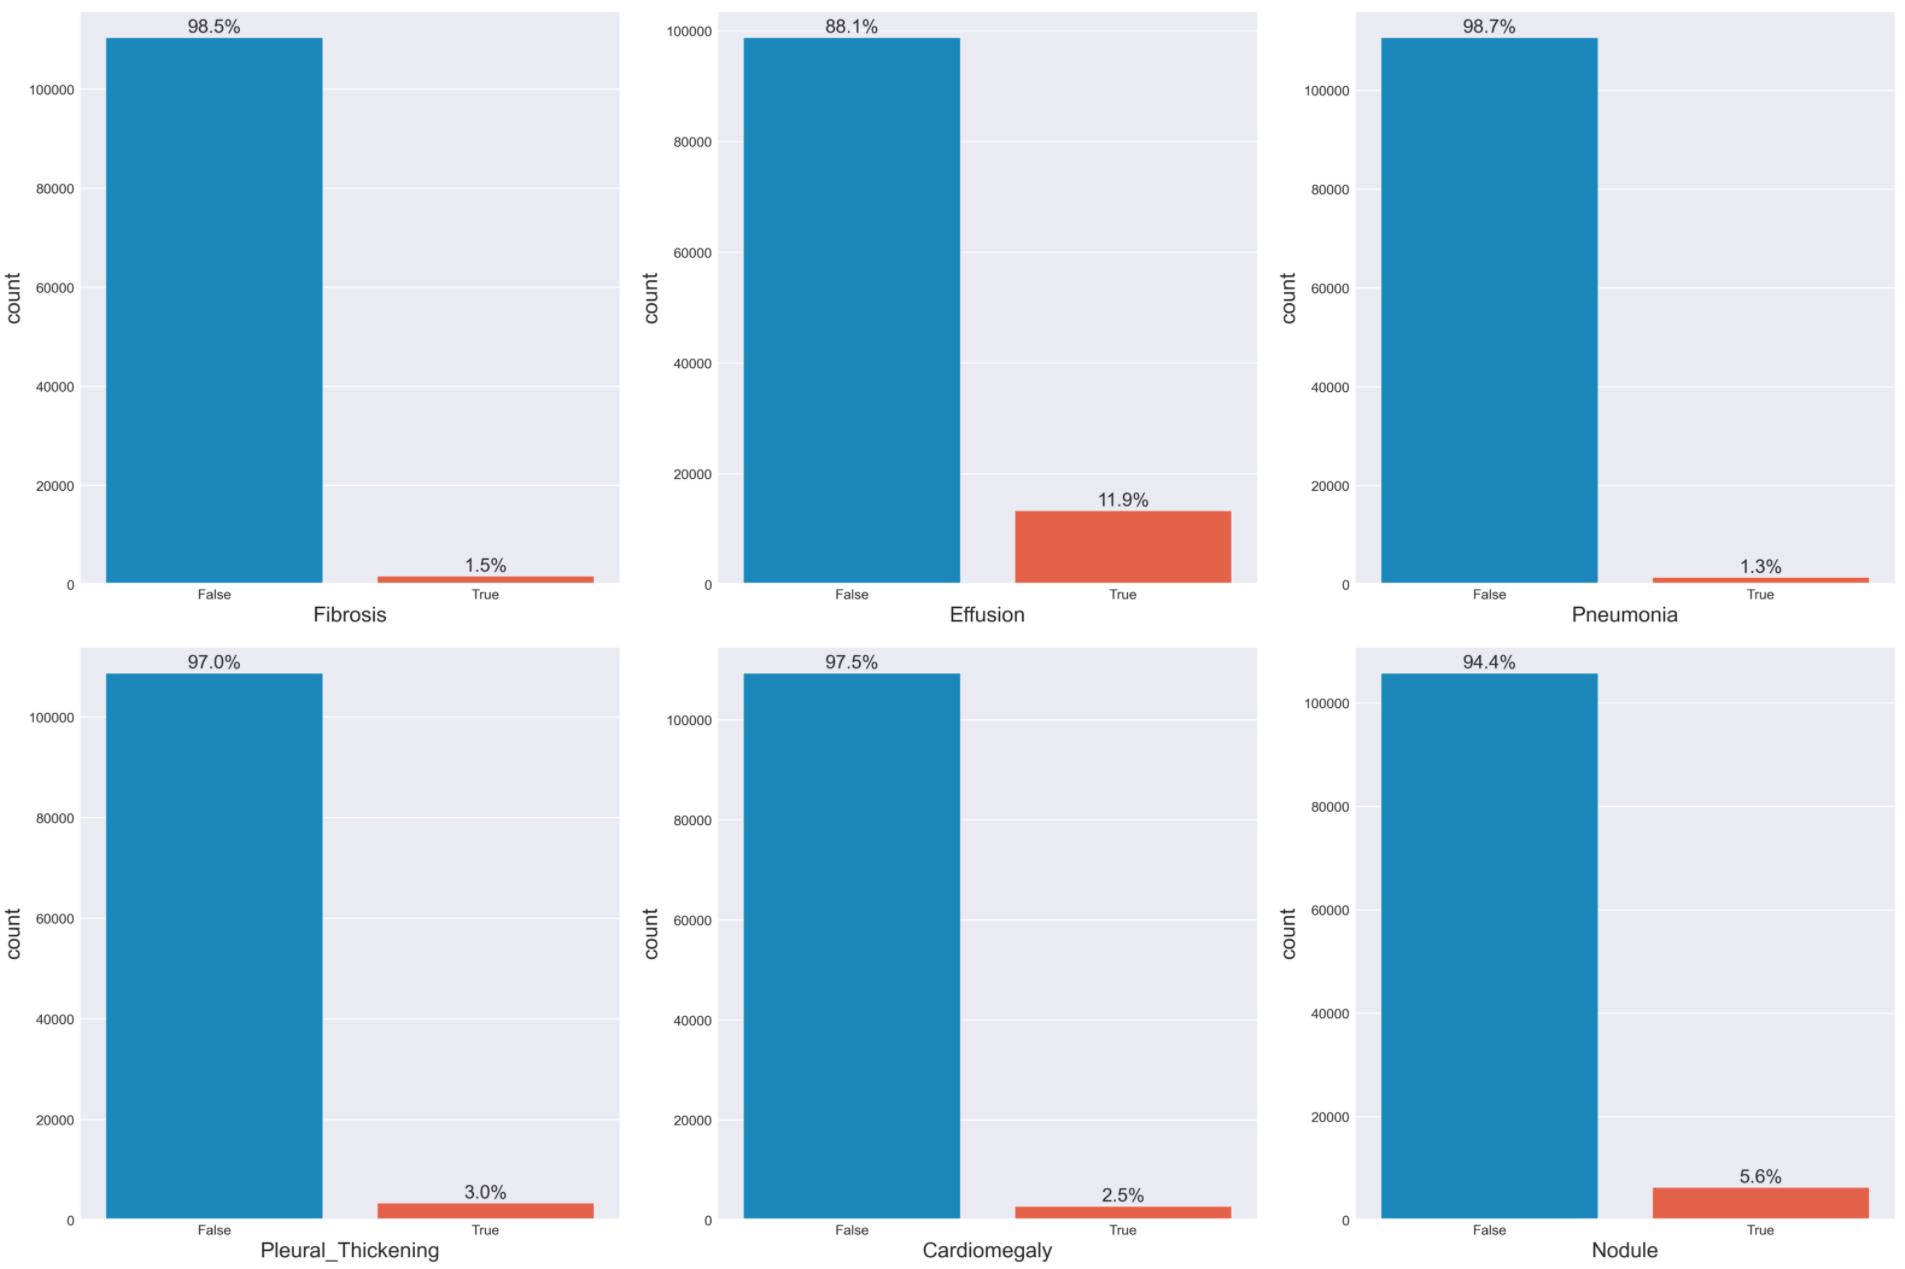 98.5%
100000
80000
60000
40000
20000
0
count
1.5%
False
True
Fibrosis
88.1%
100000
80000
60000
40000
20000
0
count
11.9%
False
True
Effusion
98.7%
100000
80000
60000
40000
20000
0
count
1.3%
False
True
Pneumonia
97.0%
100000
80000
60000
40000
20000
0
count
3.0%
False
True
Pleural_Thickening
97.5%
100000
80000
60000
40000
20000
0
count
2.5%
False
True
Cardiomegaly
94.4%
100000
80000
60000
40000
20000
0
count
5.6%
False
True
Nodule